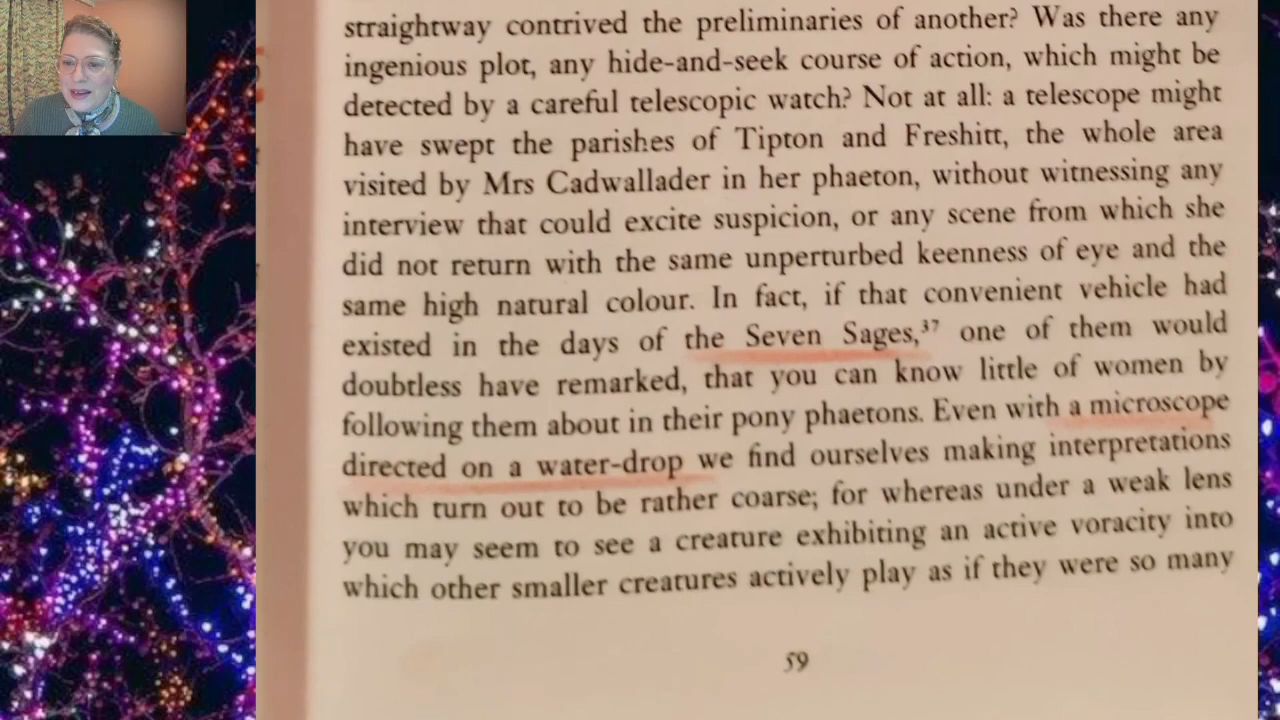 straightway contrived the preliminaries of another? Was there any
ingenious plot, any hide-and-seek course of action, which might be
detected by a careful telescopic watch? Not at all: a telescope might
have swept the parishes of Tipton and Freshitt, the whole area
visited by Mrs Cadwallader in her phaeton, without witnessing any
interview that could excite suspicion, or any scene from which she
did not return with the same unperturbed keenness of eye and the
same high natural colour. In fact, if that convenient vehicle had
existed in the days of the Seven Sages,³⁷ one of them would
doubtless have remarked, that you can know little of women by
following them about in their pony phaetons. Even with a microscope
directed on a water-drop we find ourselves making interpretations
which turn out to be rather coarse; for whereas under a weak lens
you may seem to see a creature exhibiting an active voracity into
which other smaller creatures actively play as if they were so many
59